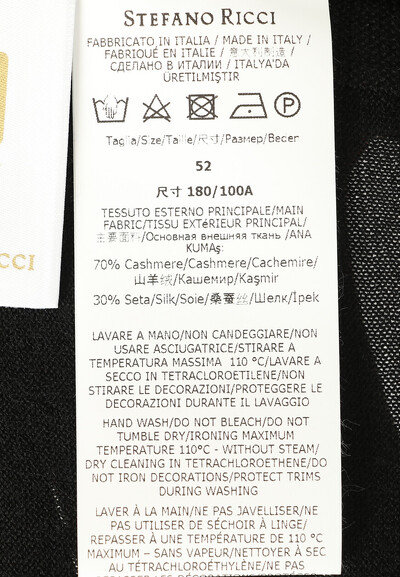 STEFANO RICCI
FABBRICATO IN ITALIA / MADE IN ITALY /
FABRIQUÉ EN ITALIE / 意大利制造 /
СДЕЛАНО В ИТАЛИИ / ITALYA'DA
ÜRETILMIŞTIR
P
Taglia/Size/Taille/尺寸/Размер/Beceг
52
尺寸 180/100A
TESSUTO ESTERNO PRINCIPALE/MAIN
FABRIC/TISSU EXTéRIEUR PRINCIPAL/
主要面料/Основная внешняя ткань /ANA
KUMAş:
70% Cashmere/Cashmere/Cachemire/
山羊绒/Кашемир/Kaşmir
30% Seta/Silk/Soie/桑蚕丝/Шелк/İpek
LAVARE A MANO/NON CANDEGGIARE/NON
USARE ASCIUGATRICE/STIRARE A
TEMPERATURA MASSIMA 110 °C/LAVARE A
SECCO IN TETRACLOROETILENE/NON
STIRARE LE DECORAZIONI/PROTEGGERE LE
DECORAZIONI DURANTE IL LAVAGGIO
HAND WASH/DO NOT BLEACH/DO NOT
TUMBLE DRY/IRONING MAXIMUM
TEMPERATURE 110°C - WITHOUT STEAM/
DRY CLEANING IN TETRACHLOROETHENE/DO
NOT IRON DECORATIONS/PROTECT TRIMS
DURING WASHING
LAVER À LA MAIN/NE PAS JAVELLISER/NE
PAS UTILISER DE SÉCHOIR À LINGE/
REPASSER À UNE TEMPÉRATURE DE 110 °C
MAXIMUM – SANS VAPEUR/NETTOYER À SEC
AU TÉTRACHLOROÉTHYLÈNE/NE PAS
REPASSER LES DÉCORATIONS/PROTÉGER
CCI